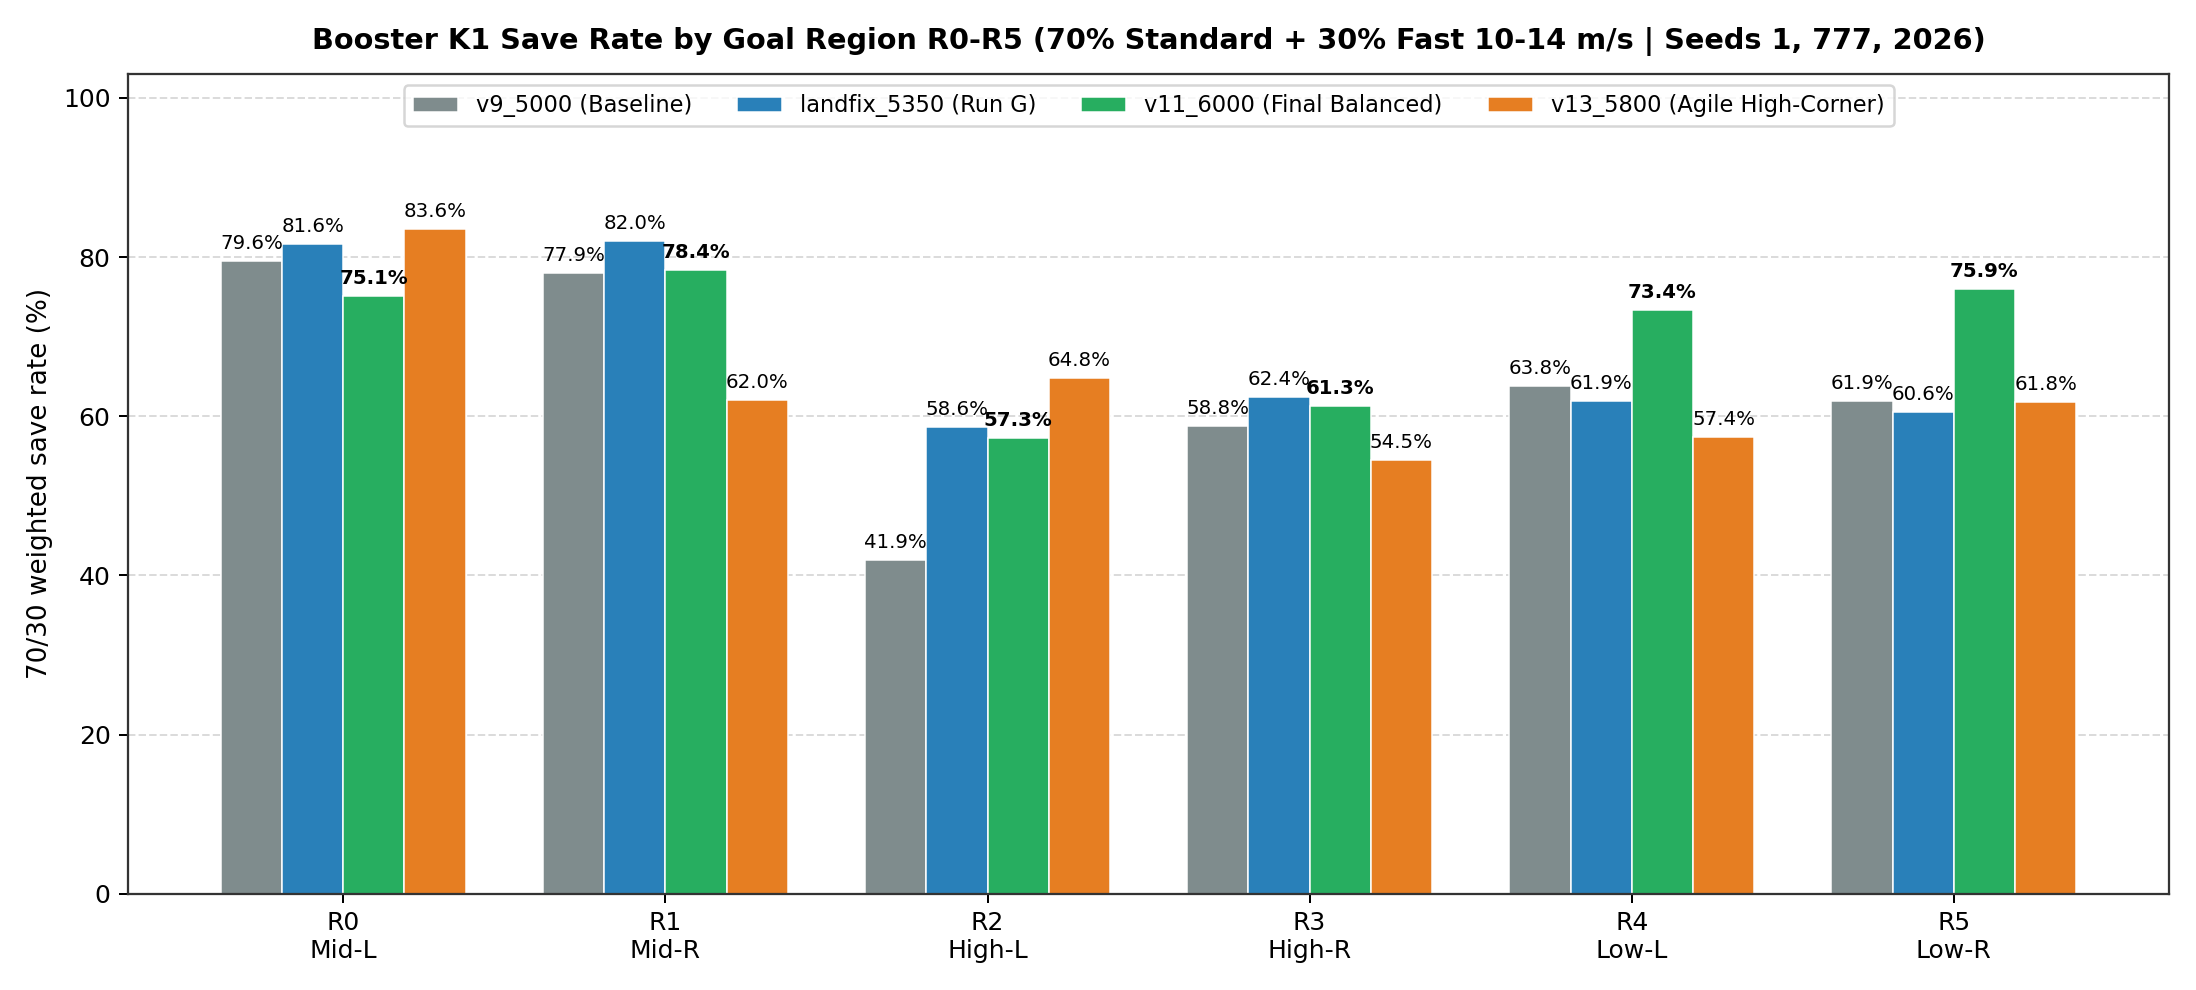 Booster K1 Save Rate by Goal Region R0-R5 (70% Standard + 30% Fast 10-14 m/s | Seeds 1, 777, 2026)
v9_5000 (Baseline) landfix_5350 (Run G) v11_6000 (Final Balanced) v13_5800 (Agile High-Corner)
70/30 weighted save rate (%)
100
80
60
40
20
0
79.6% 81.6% 75.1% 83.6%
77.9% 82.0% 78.4% 62.0%
41.9% 58.6% 57.3% 64.8%
58.8% 62.4% 61.3% 54.5%
63.8% 61.9% 73.4% 57.4%
61.9% 60.6% 75.9% 61.8%
R0
Mid-L
R1
Mid-R
R2
High-L
R3
High-R
R4
Low-L
R5
Low-R